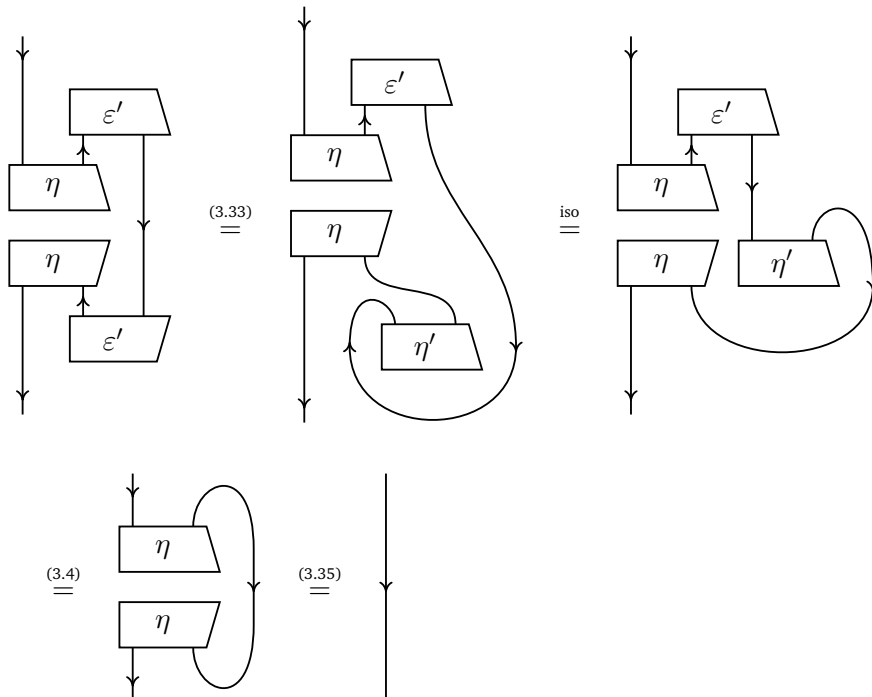 ε′ ε′ ε′
η η η
(3.33) = iso =
η η η η′
ε′ η′
(3.4) = η (3.35) =
η